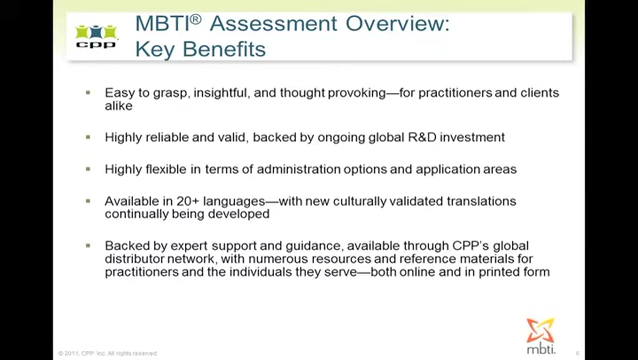 MBTI® Assessment Overview:
Key Benefits
cpp
Easy to grasp, insightful, and thought provoking—for practitioners and clients
alike
Highly reliable and valid, backed by ongoing global R&D investment
Highly flexible in terms of administration options and application areas
Available in 20+ languages—with new culturally validated translations
continually being developed
Backed by expert support and guidance, available through CPP's global
distributor network, with numerous resources and reference materials for
practitioners and the individuals they serve—both online and in printed form
mbti.
© 2011, CPP, Inc. All rights reserved
6